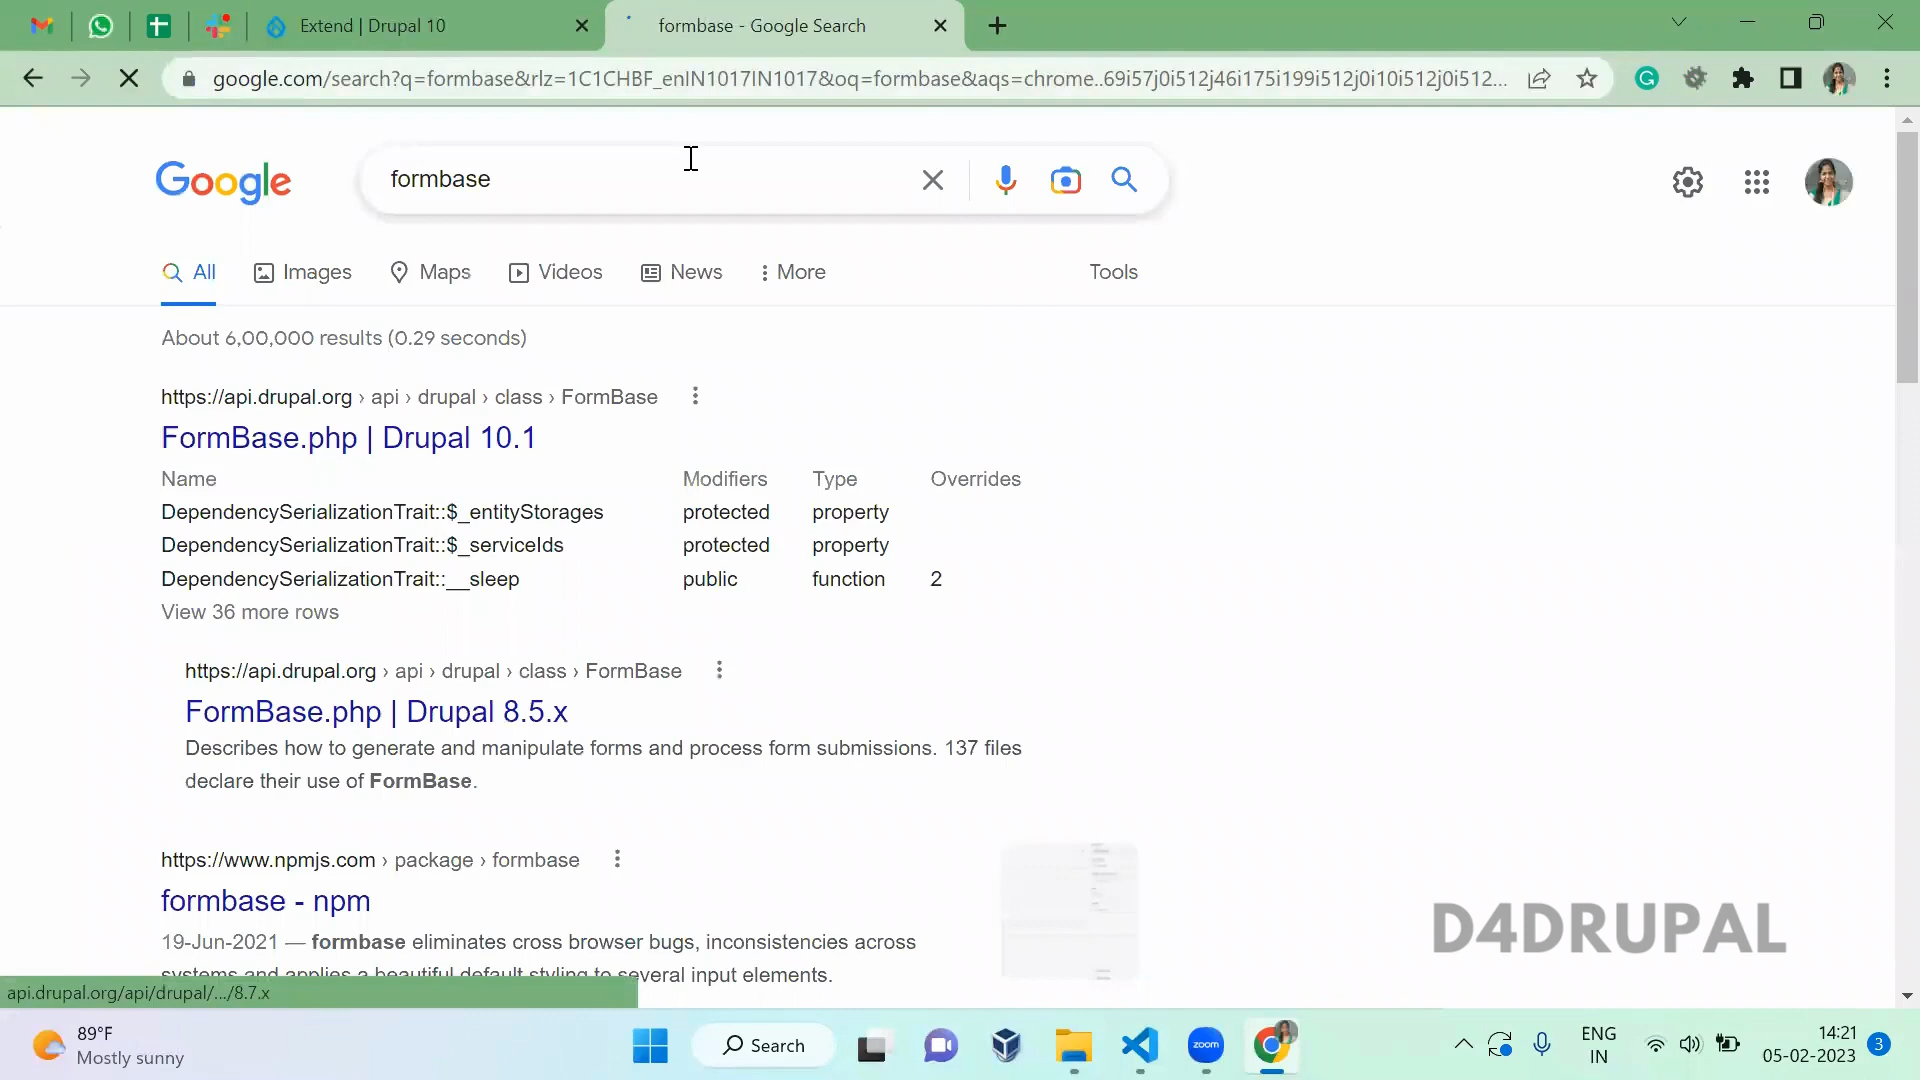 Extend | Drupal 10
formbase - Google Search
google.com/search?q=formbase&rlz=1C1CHBF_enIN1017IN1017&oq=formbase&aqs=chrome..69i57j0i512j46i175i199i512j0i10i512j0i512...
Google
formbase
All
Images
Maps
Videos
News
More
Tools
About 6,00,000 results (0.29 seconds)
https://api.drupal.org › api › drupal › class › FormBase
FormBase.php | Drupal 10.1
Name Modifiers Type Overrides
DependencySerializationTrait::$_entityStorages protected property
DependencySerializationTrait::$_serviceIds protected property
DependencySerializationTrait::__sleep public function 2
View 36 more rows
https://api.drupal.org › api › drupal › class › FormBase
FormBase.php | Drupal 8.5.x
Describes how to generate and manipulate forms and process form submissions. 137 files
declare their use of FormBase.
https://www.npmjs.com › package › formbase
formbase - npm
19-Jun-2021 — formbase eliminates cross browser bugs, inconsistencies across
systems and applies a beautiful default styling to several input elements.
D4DRUPAL
api.drupal.org/api/drupal/.../8.7.x
89°F
Mostly sunny
Search
zoom
ENG
IN
14:21
05-02-2023
3